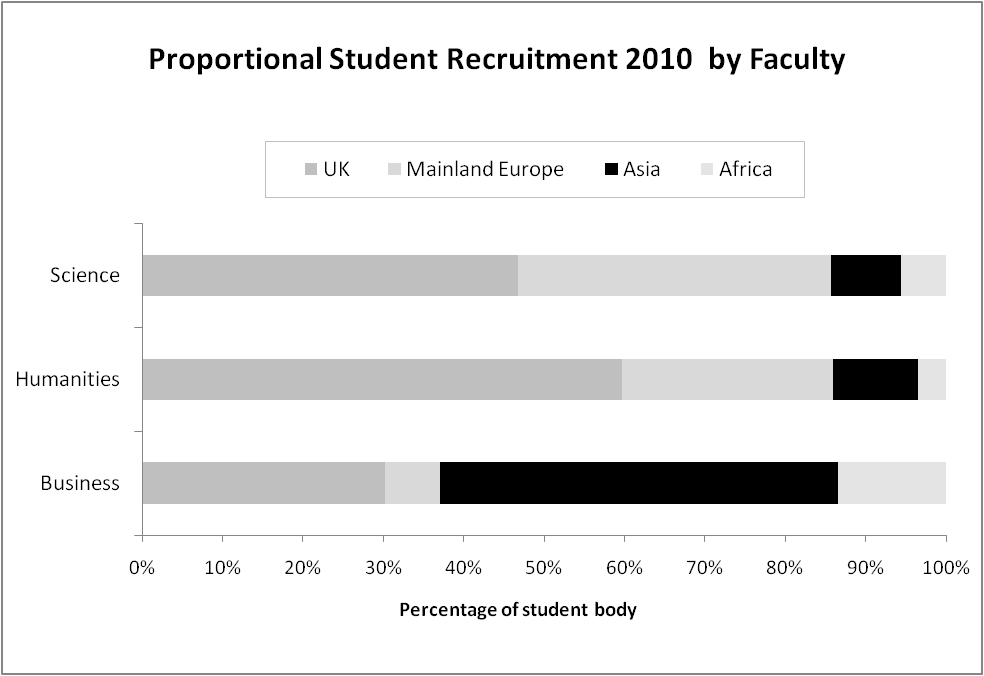 Proportional Student Recruitment 2010  by Faculty
UK Mainland Europe Asia Africa
Science
Humanities
Business
0% 10% 20% 30% 40% 50% 60% 70% 80% 90% 100%
Percentage of student body